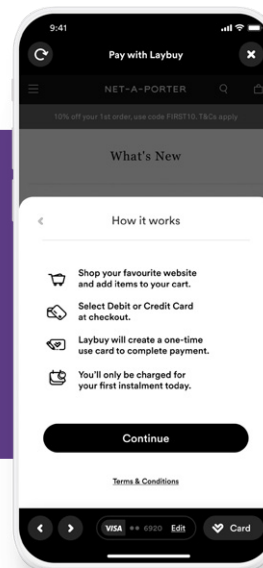 9:41
Pay with Laybuy
NET-A-PORTER
10% off your 1st order, use code FIRST10. T&Cs apply
What's New
How it works
Shop your favourite website
and add items to your cart.
Select Debit or Credit Card
at checkout.
Laybuy will create a one-time
use card to complete payment.
You'll only be charged for
your first instalment today.
Continue
Terms & Conditions
VISA •• 6920 Edit
Card